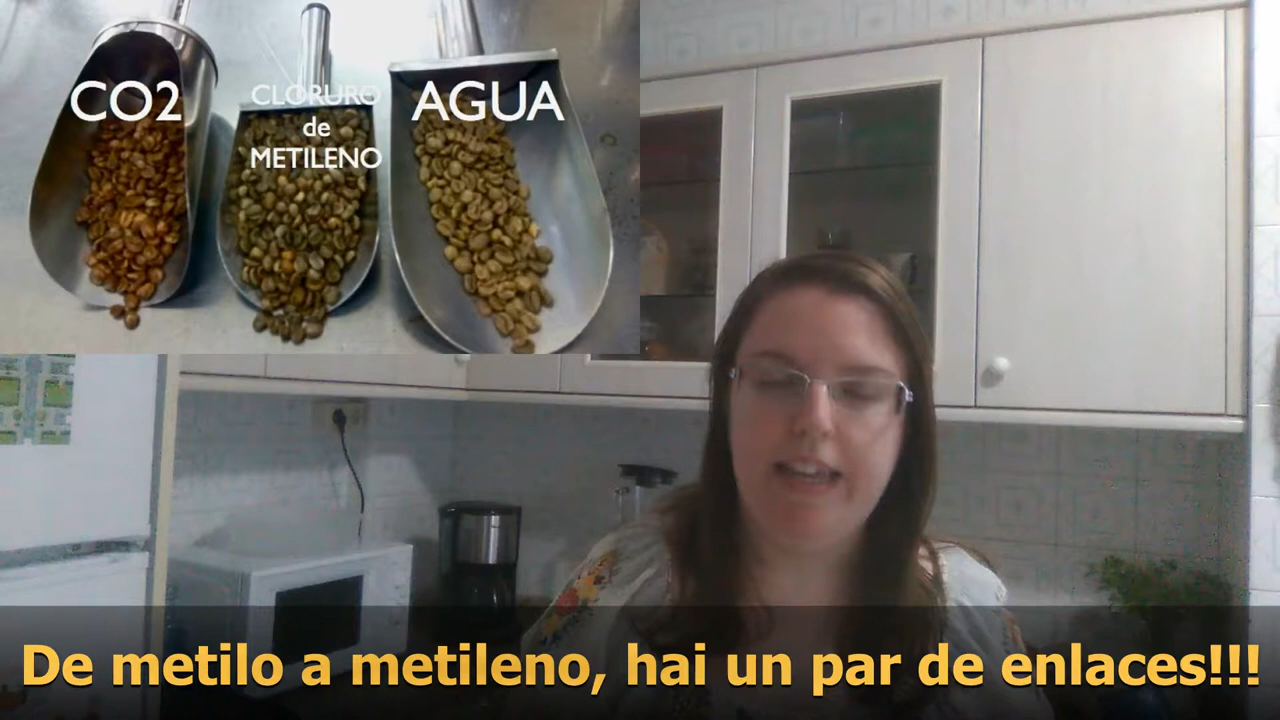 CO2
CLORURO
de
METILENO
AGUA
De metilo a metileno, hai un par de enlaces!!!